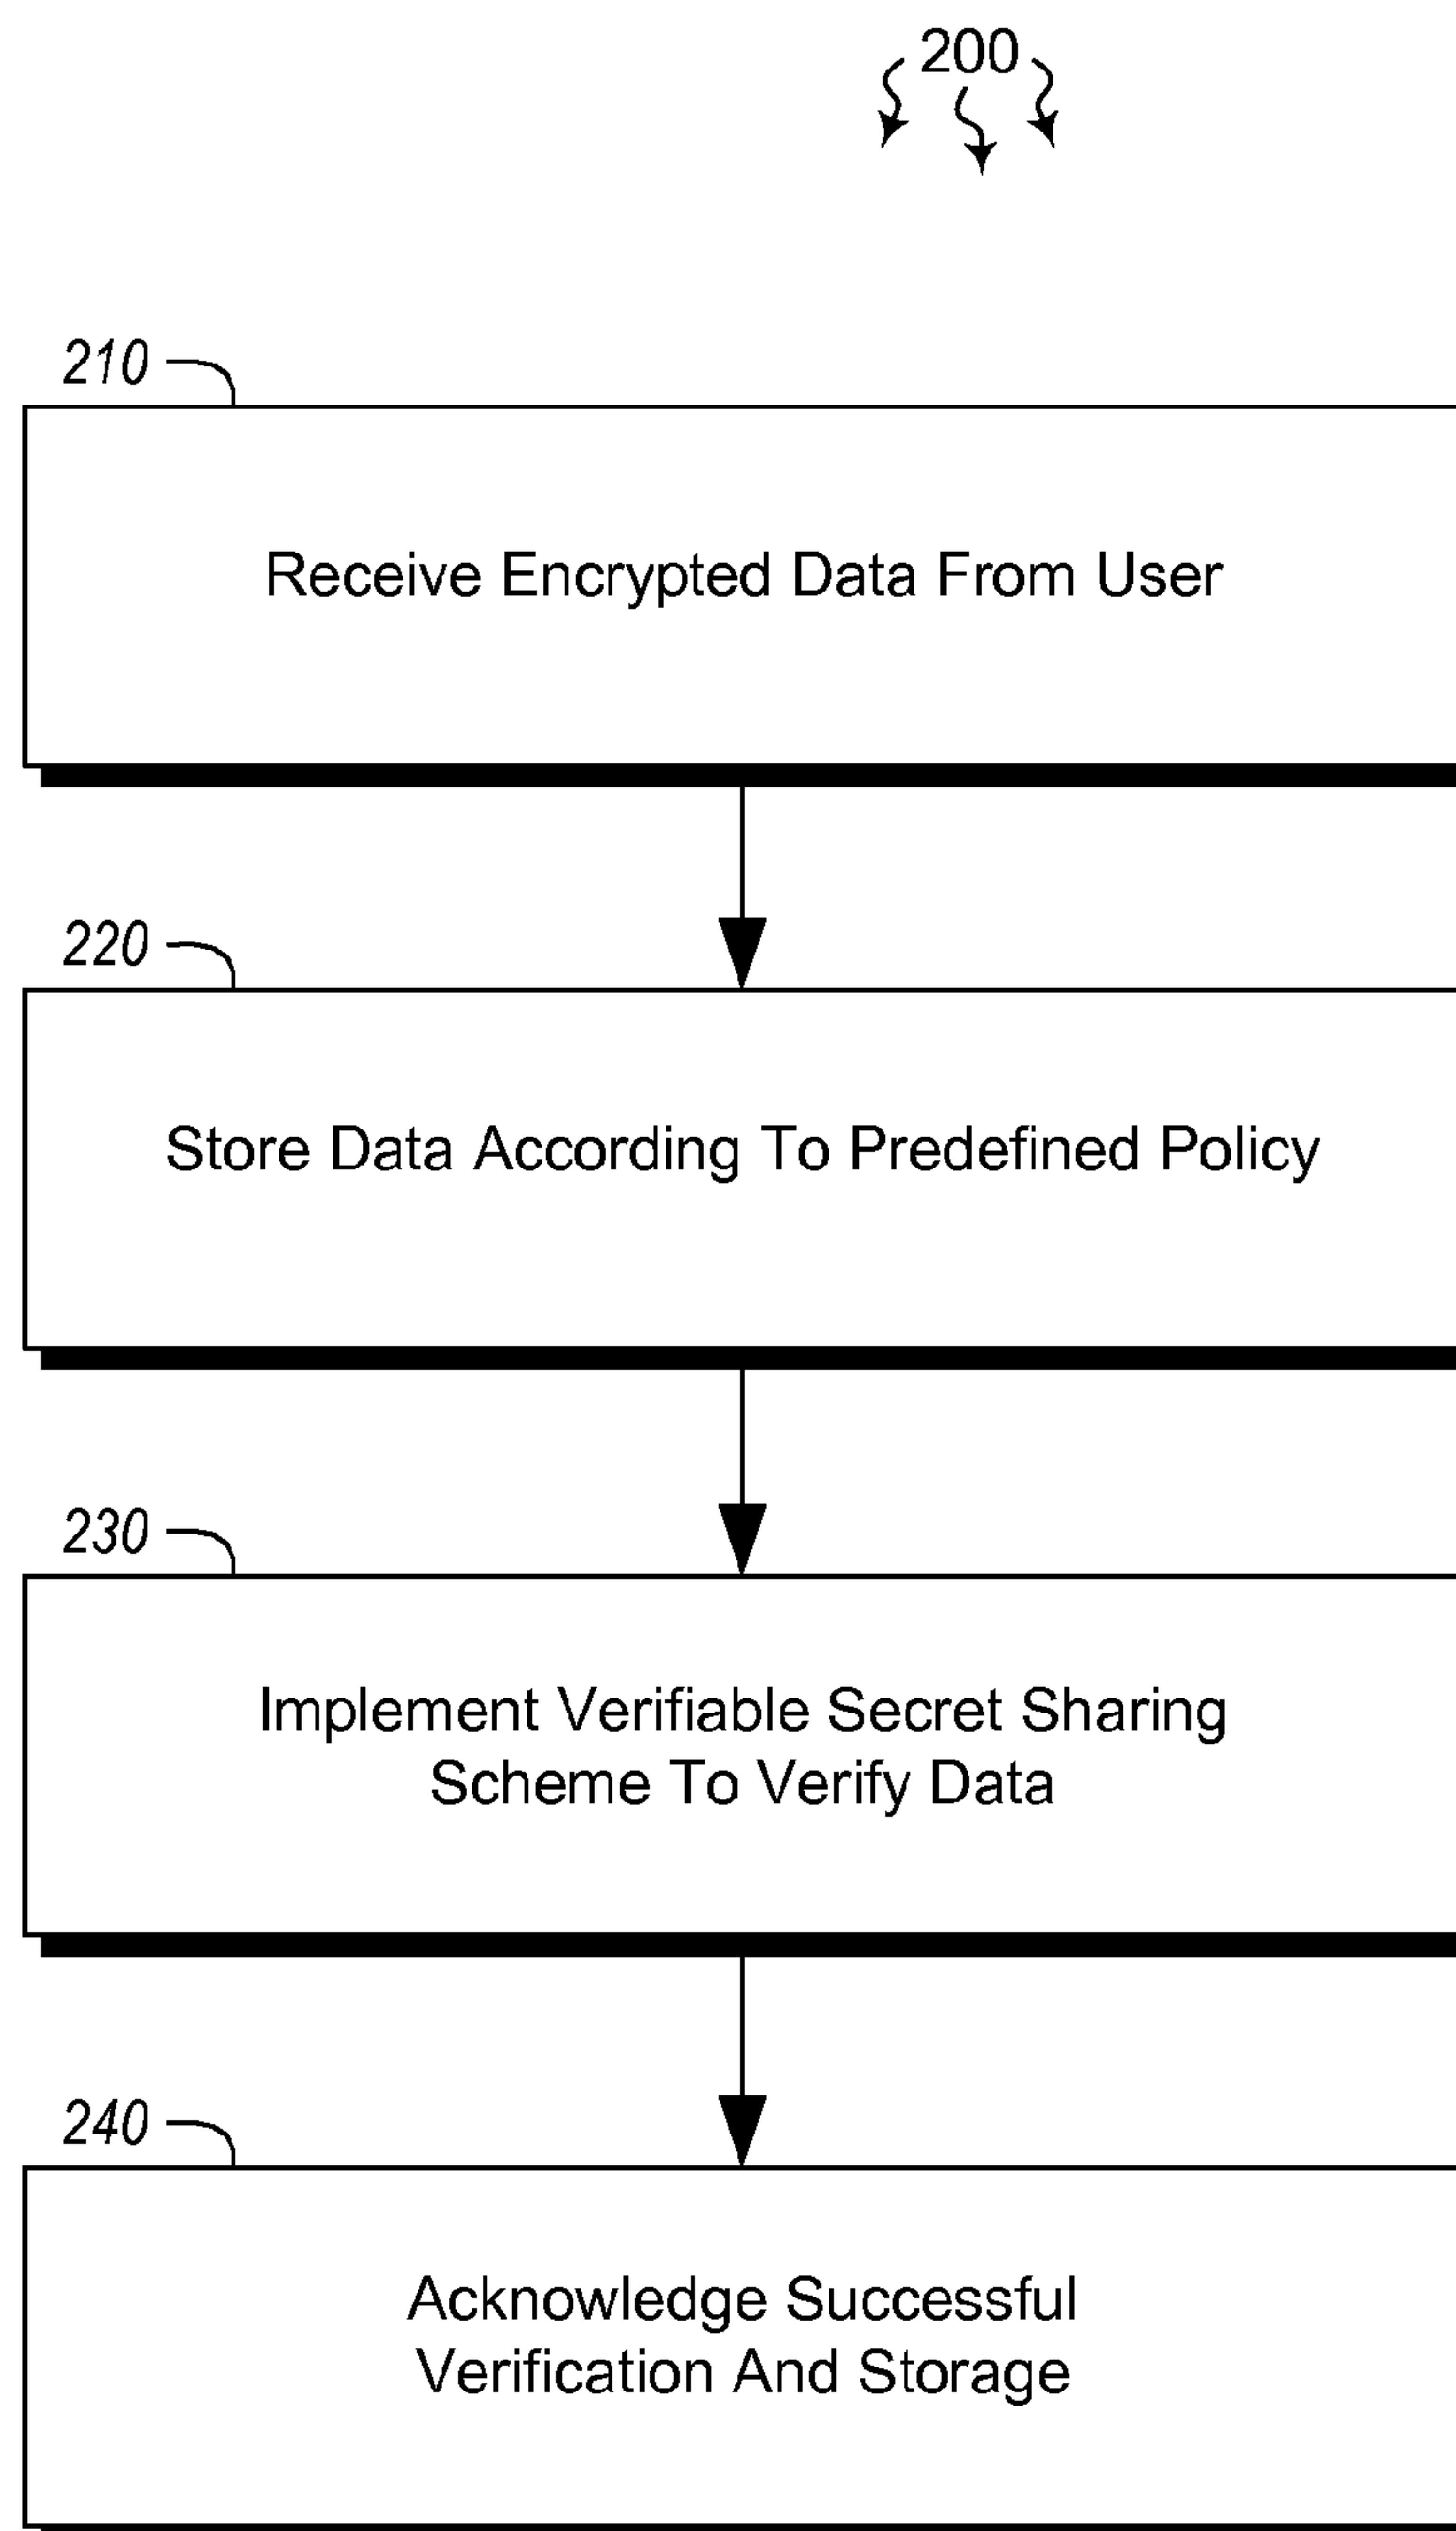 200
210
Receive Encrypted Data From User
220
Store Data According To Predefined Policy
230
Implement Verifiable Secret Sharing
Scheme To Verify Data
240
Acknowledge Successful
Verification And Storage